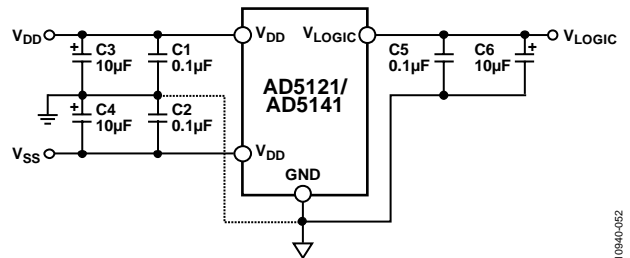 VDD
C3
10µF
C1
0.1µF
VDD
VLOGIC
C5
0.1µF
C6
10µF
VLOGIC
AD5121/
AD5141
C4
10µF
C2
0.1µF
VSS
VDD
GND
10940-052